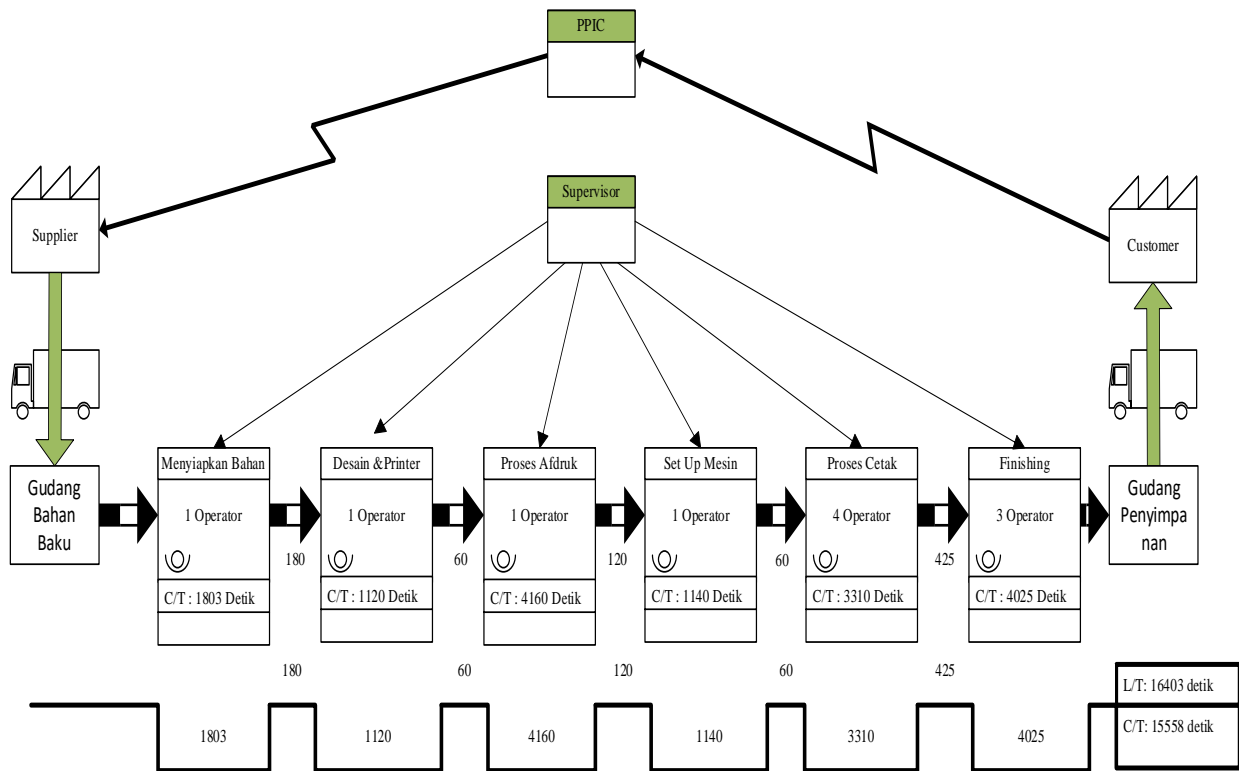 PPIC
Supervisor
Supplier
Customer
Gudang
Bahan
Baku
Menyiapkan Bahan
1 Operator
C/T : 1803 Detik
180
Desain &Printer
1 Operator
C/T : 1120 Detik
60
Proses Afdruk
1 Operator
C/T : 4160 Detik
120
Set Up Mesin
1 Operator
C/T : 1140 Detik
60
Proses Cetak
4 Operator
C/T : 3310 Detik
425
Finishing
3 Operator
C/T : 4025 Detik
Gudang
Penyimpa
nan
180
60
120
60
425
1803
1120
4160
1140
3310
4025
L/T: 16403 detik
C/T: 15558 detik